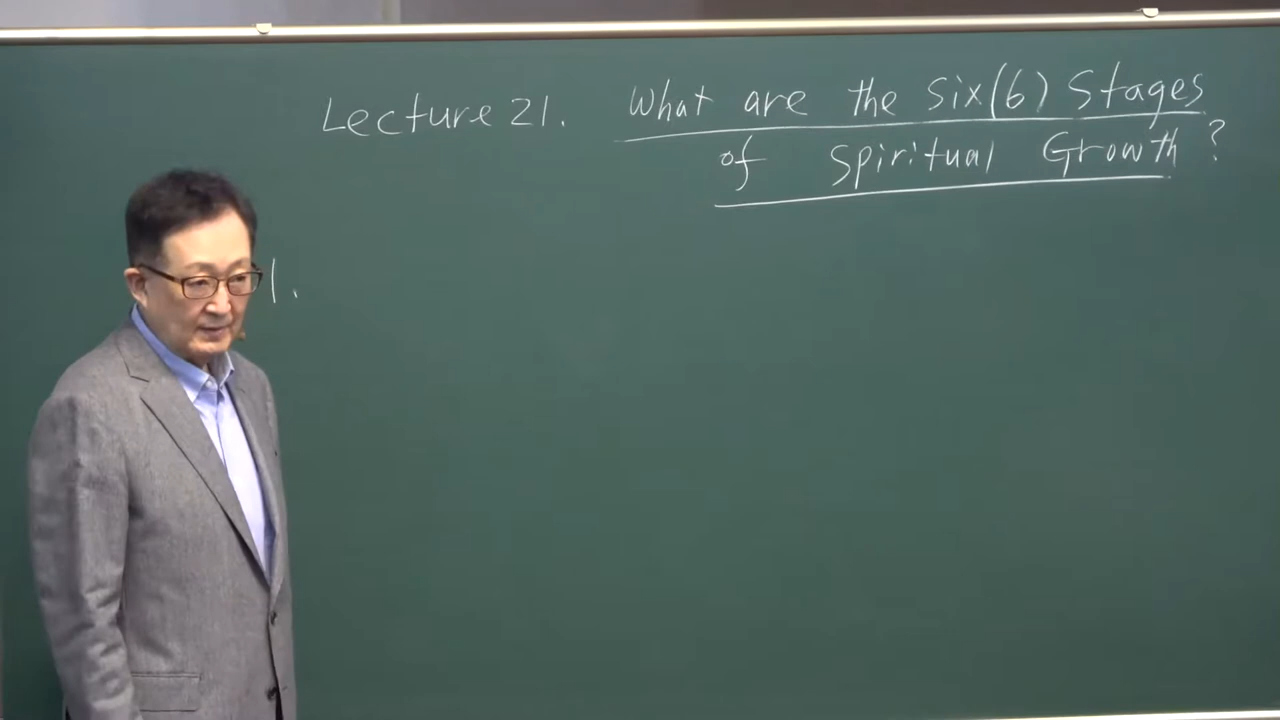 Lecture 21. What are the Six(6) Stages
of Spiritual Growth?
1.